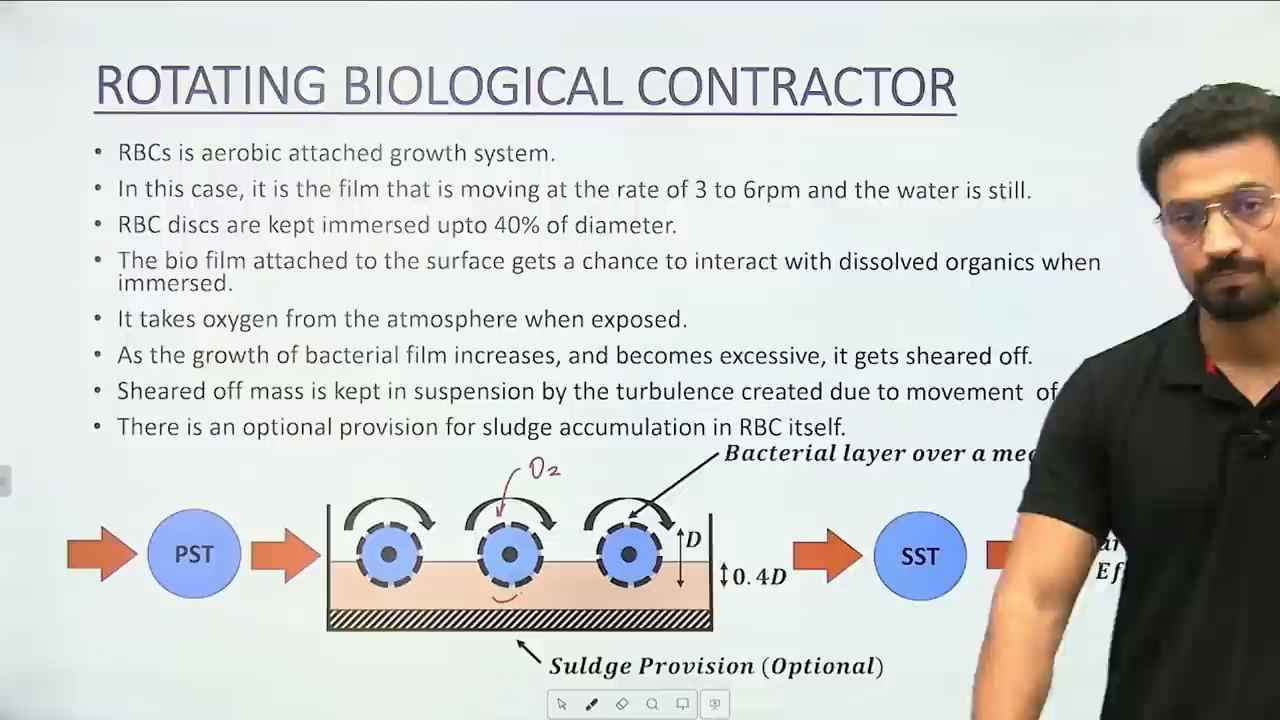 ROTATING BIOLOGICAL CONTRACTOR
• RBCs is aerobic attached growth system.
• In this case, it is the film that is moving at the rate of 3 to 6rpm and the water is still.
• RBC discs are kept immersed upto 40% of diameter.
• The bio film attached to the surface gets a chance to interact with dissolved organics when
immersed.
• It takes oxygen from the atmosphere when exposed.
• As the growth of bacterial film increases, and becomes excessive, it gets sheared off.
• Sheared off mass is kept in suspension by the turbulence created due to movement of
• There is an optional provision for sludge accumulation in RBC itself.
Bacterial layer over a
O2
PST
D
0.4D
SST
Suldge Provision (Optional)